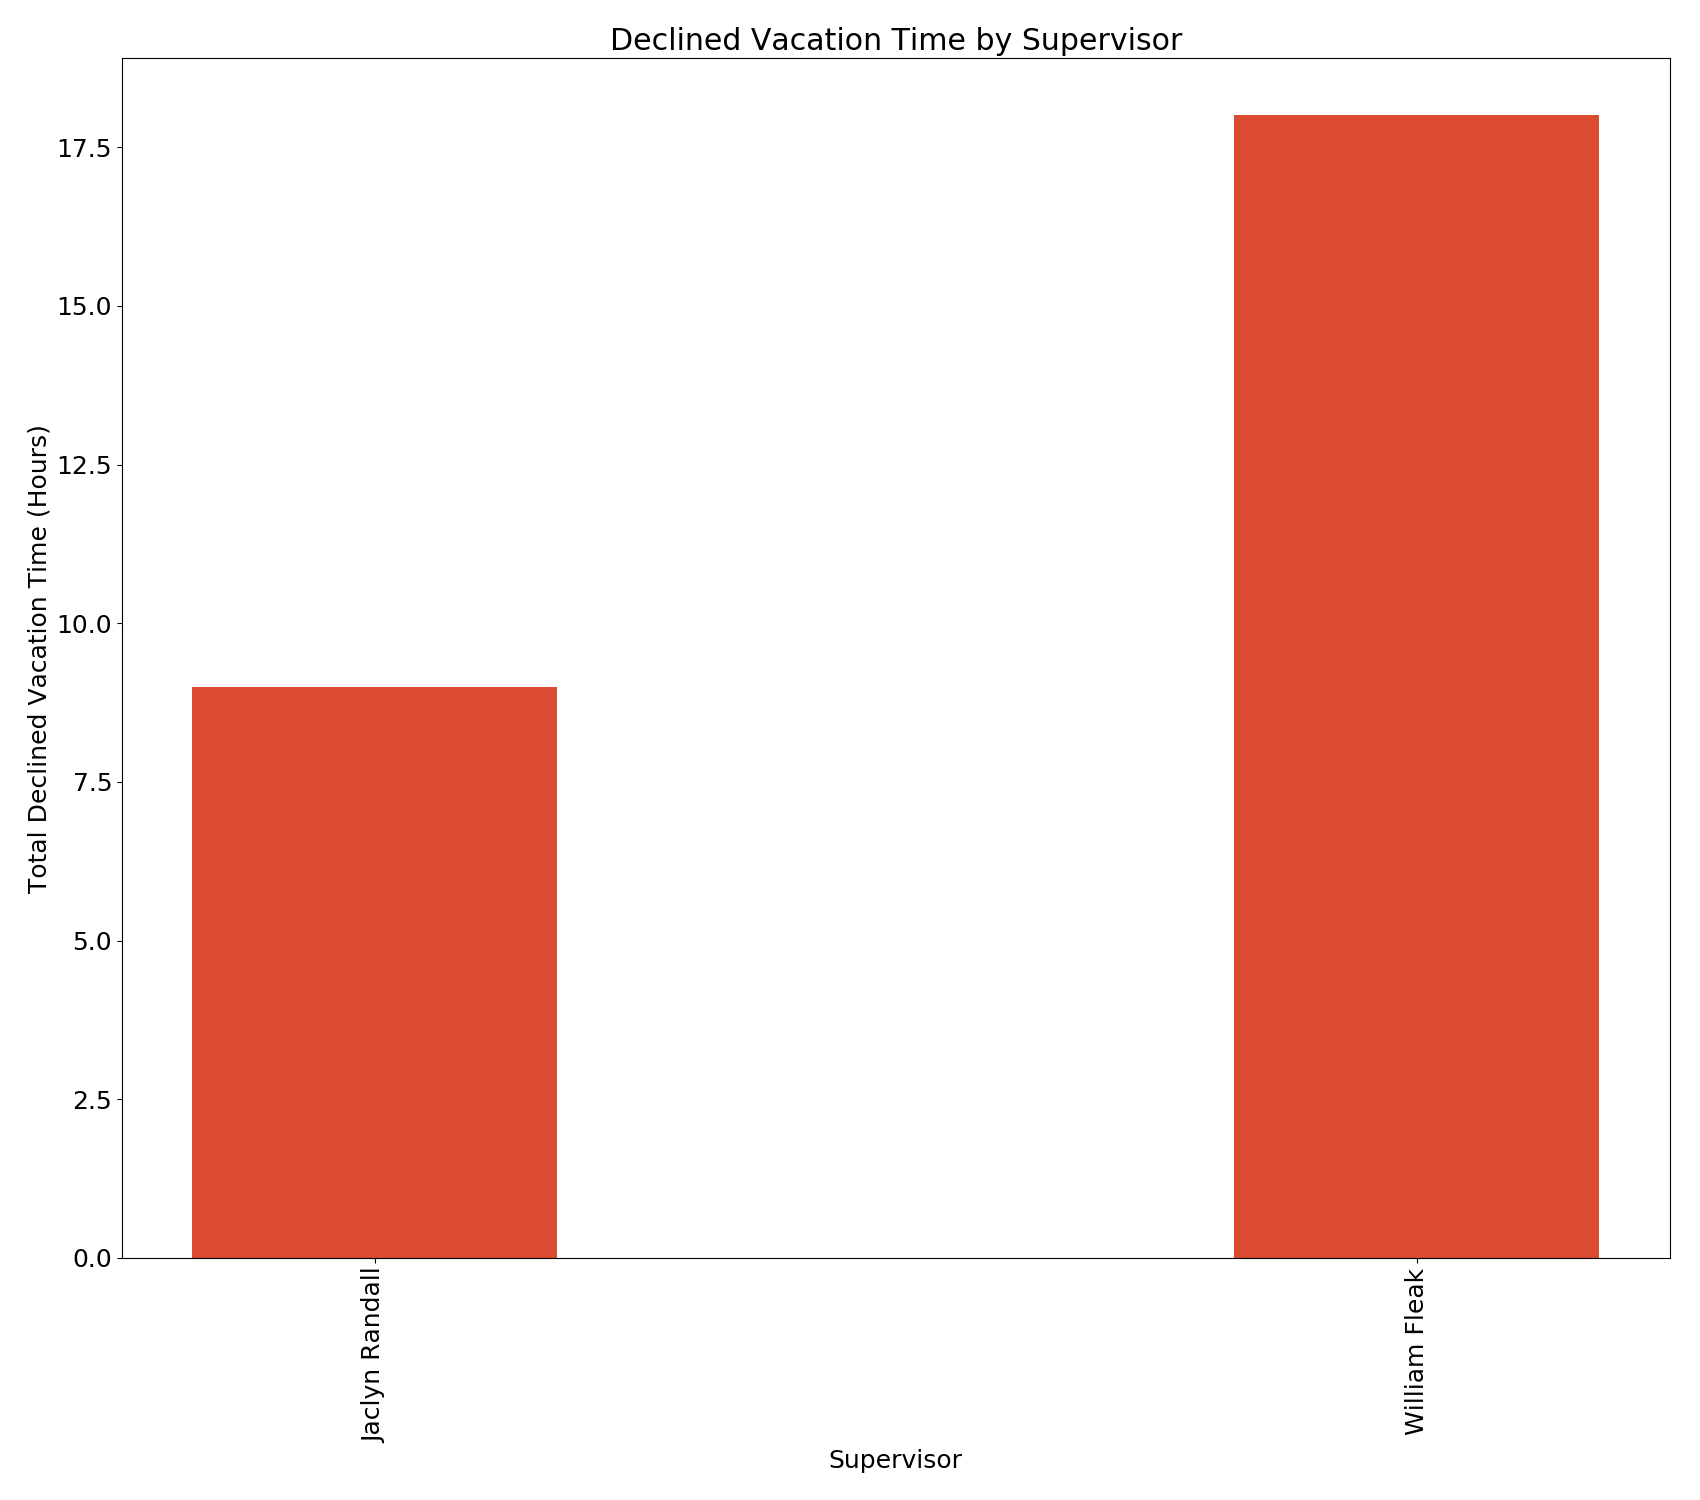 Declined Vacation Time by Supervisor
Total Declined Vacation Time (Hours)
17.5
15.0
12.5
10.0
7.5
5.0
2.5
0.0
Jaclyn Randall
William Fleak
Supervisor